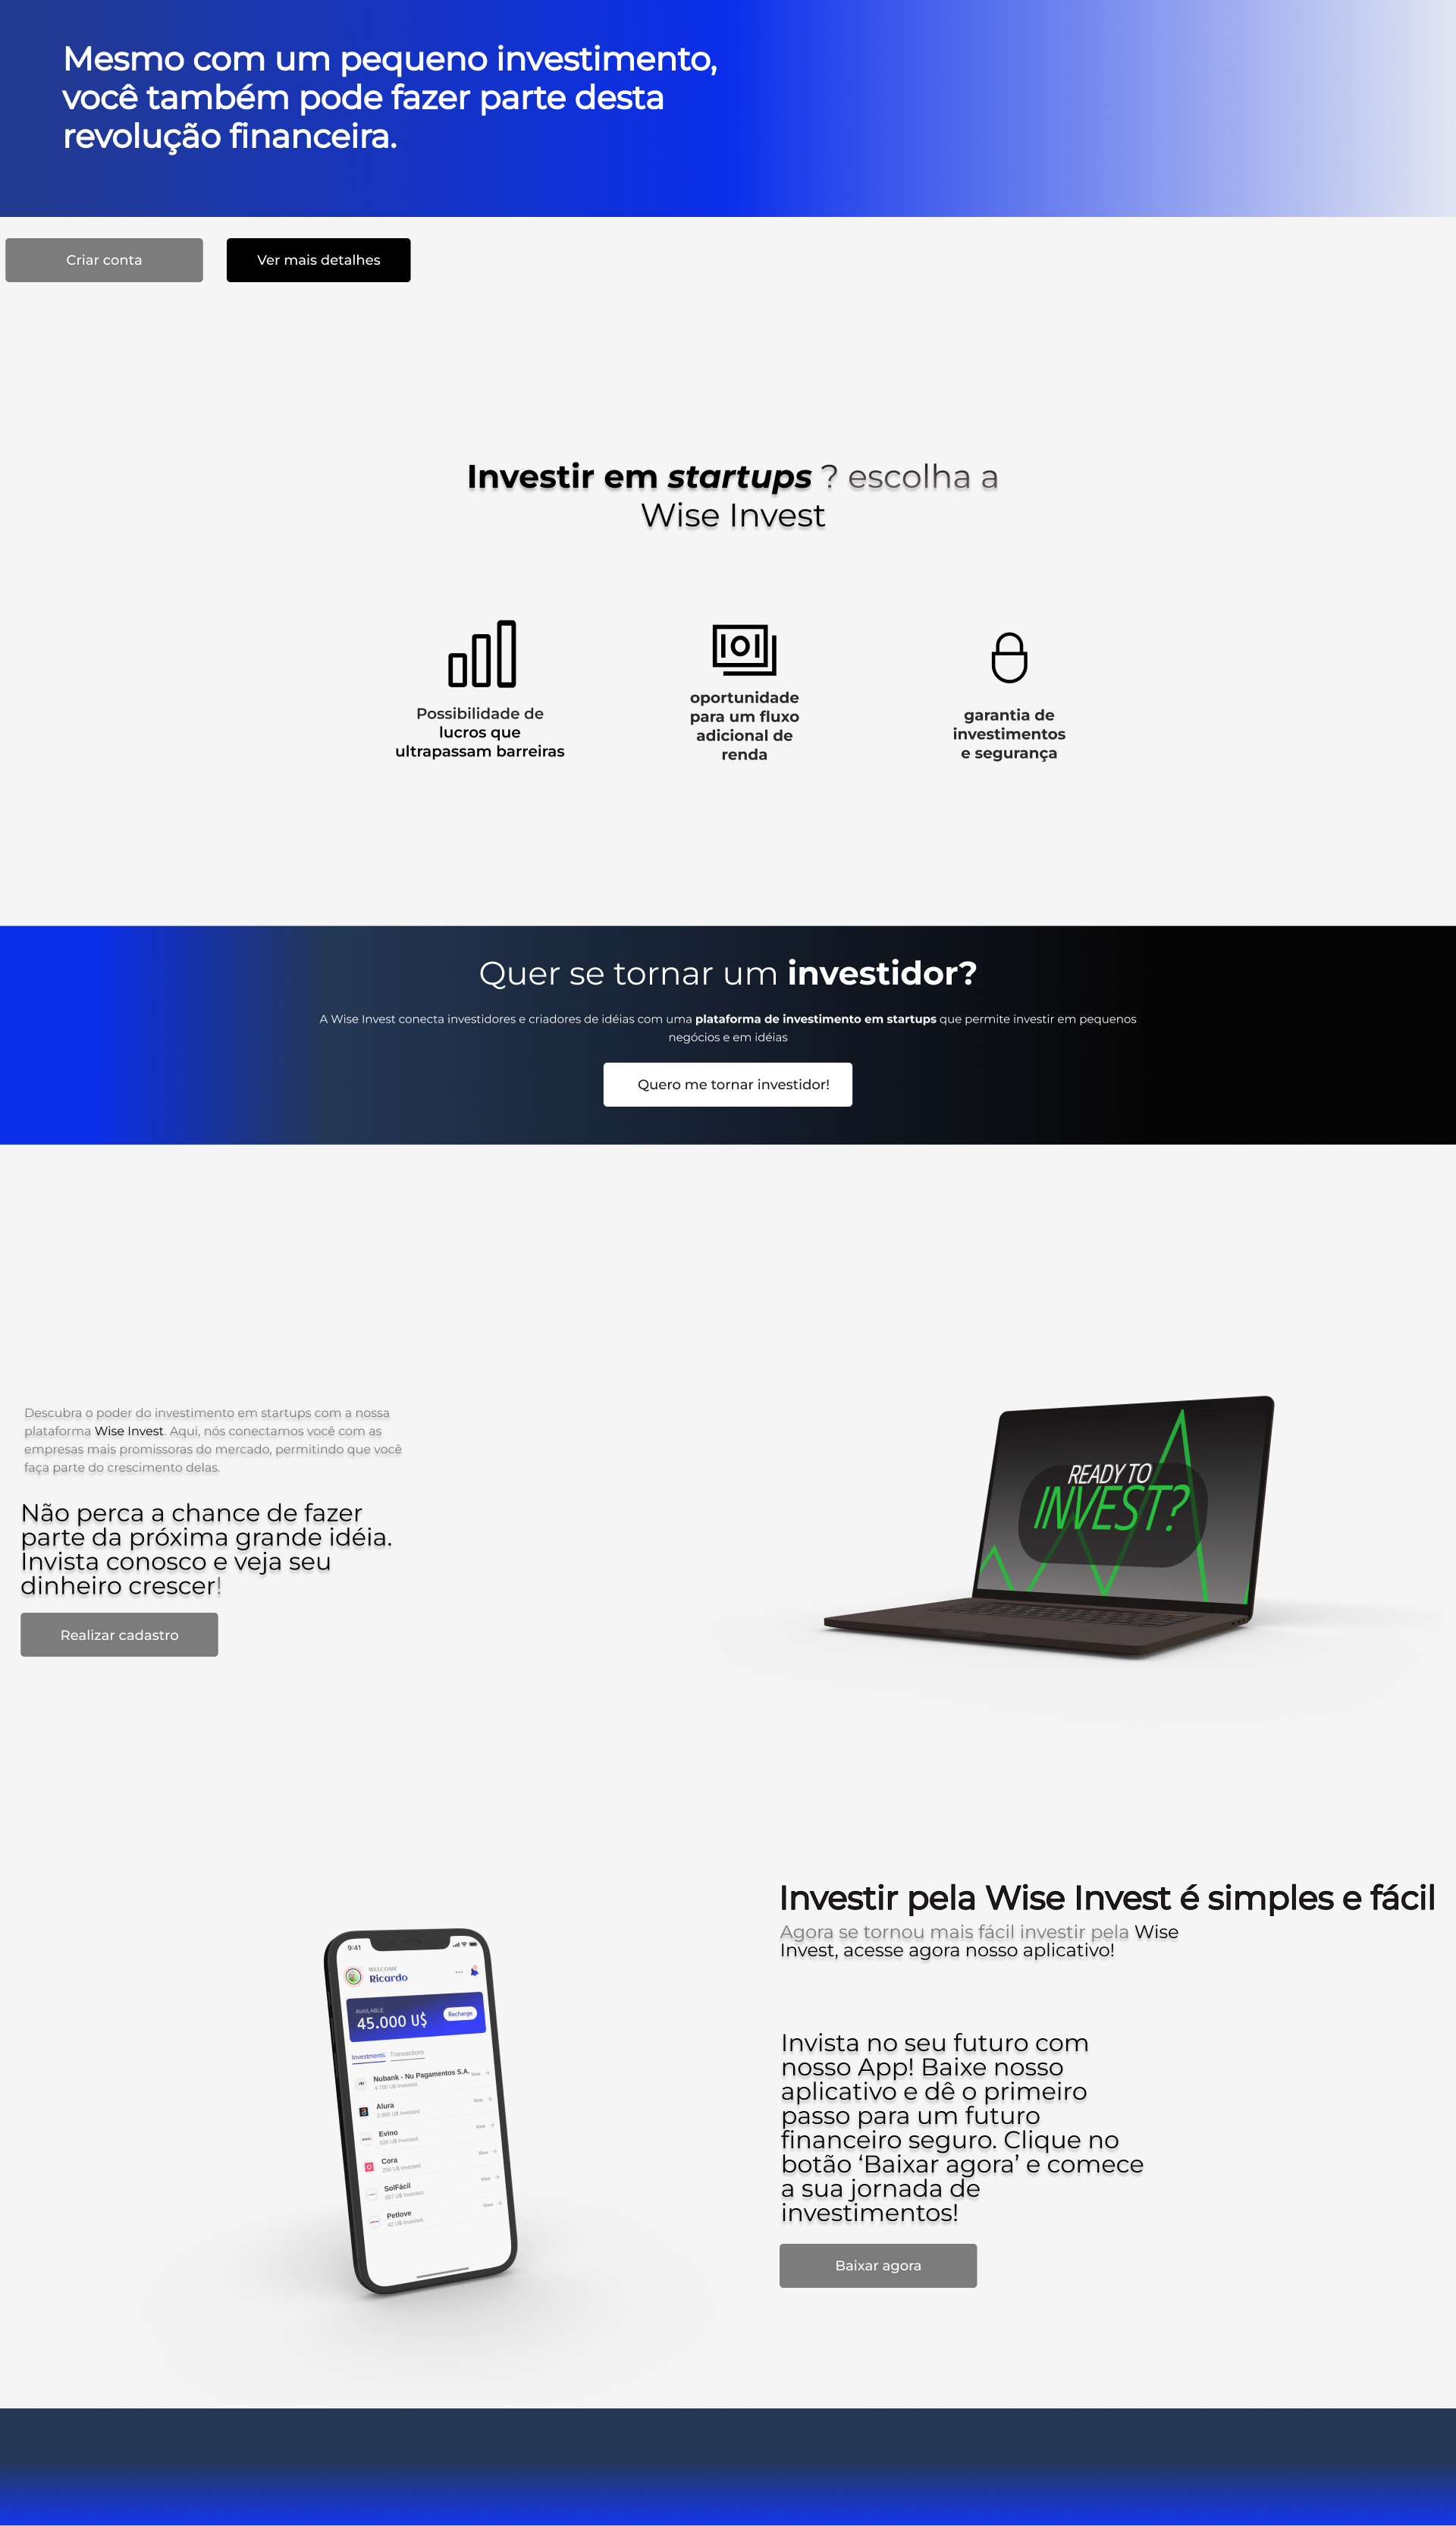 Mesmo com um pequeno investimento,
você também pode fazer parte desta
revolução financeira.
Criar conta
Ver mais detalhes
Investir em startups ? escolha a
Wise Invest
Possibilidade de
lucros que
ultrapassam barreiras
oportunidade
para um fluxo
adicional de
renda
garantia de
investimentos
e segurança
Quer se tornar um investidor?
A Wise Invest conecta investidores e criadores de idéias com uma plataforma de investimento em startups que permite investir em pequenos
negócios e em idéias
Quero me tornar investidor!
Descubra o poder do investimento em startups com a nossa
plataforma Wise Invest. Aqui, nós conectamos você com as
empresas mais promissoras do mercado, permitindo que você
faça parte do crescimento delas.
Não perca a chance de fazer
parte da próxima grande idéia.
Invista conosco e veja seu
dinheiro crescer!
Realizar cadastro
READY TO
INVEST?
Investir pela Wise Invest é simples e fácil
Agora se tornou mais fácil investir pela Wise
Invest, acesse agora nosso aplicativo!
9:41
WELCOME
Ricardo
AVAILABLE
45.000 U$
Recharge
Investments Transactions
Nubank - Nu Pagamentos S.A. View
4.700 U$ Invested.
Alura View
Evino View
526 U$ Invested
Cora View
SolFácil View
657 U$ Invested.
Petlove View
42 U$ Invested.
Invista no seu futuro com
nosso App! Baixe nosso
aplicativo e dê o primeiro
passo para um futuro
financeiro seguro. Clique no
botão ‘Baixar agora’ e comece
a sua jornada de
investimentos!
Baixar agora